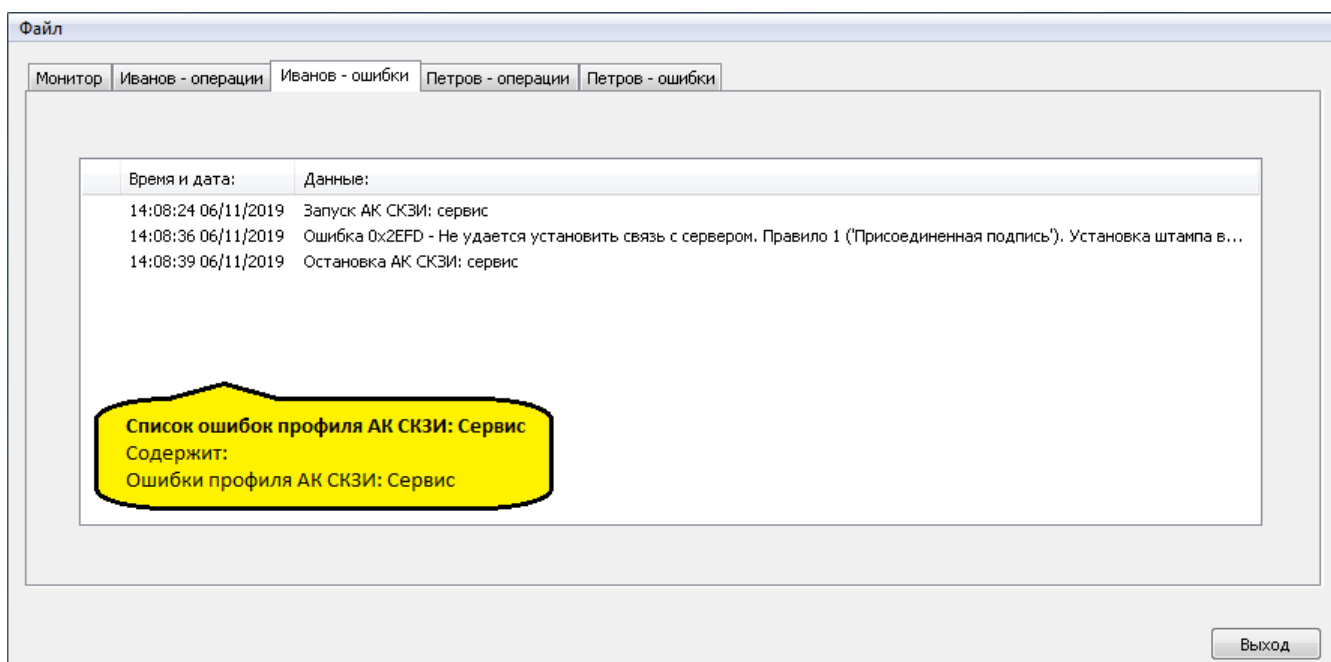 Файл
Монитор Иванов - операции Иванов - ошибки Петров - операции Петров - ошибки
Время и дата: Данные:
14:08:24 06/11/2019 Запуск АК СКЗИ: сервис
14:08:36 06/11/2019 Ошибка 0x2EFD - Не удается установить связь с сервером. Правило 1 ('Присоединенная подпись'). Установка штампа в...
14:08:39 06/11/2019 Остановка АК СКЗИ: сервис
Список ошибок профиля АК СКЗИ: Сервис
Содержит:
Ошибки профиля АК СКЗИ: Сервис
Выход